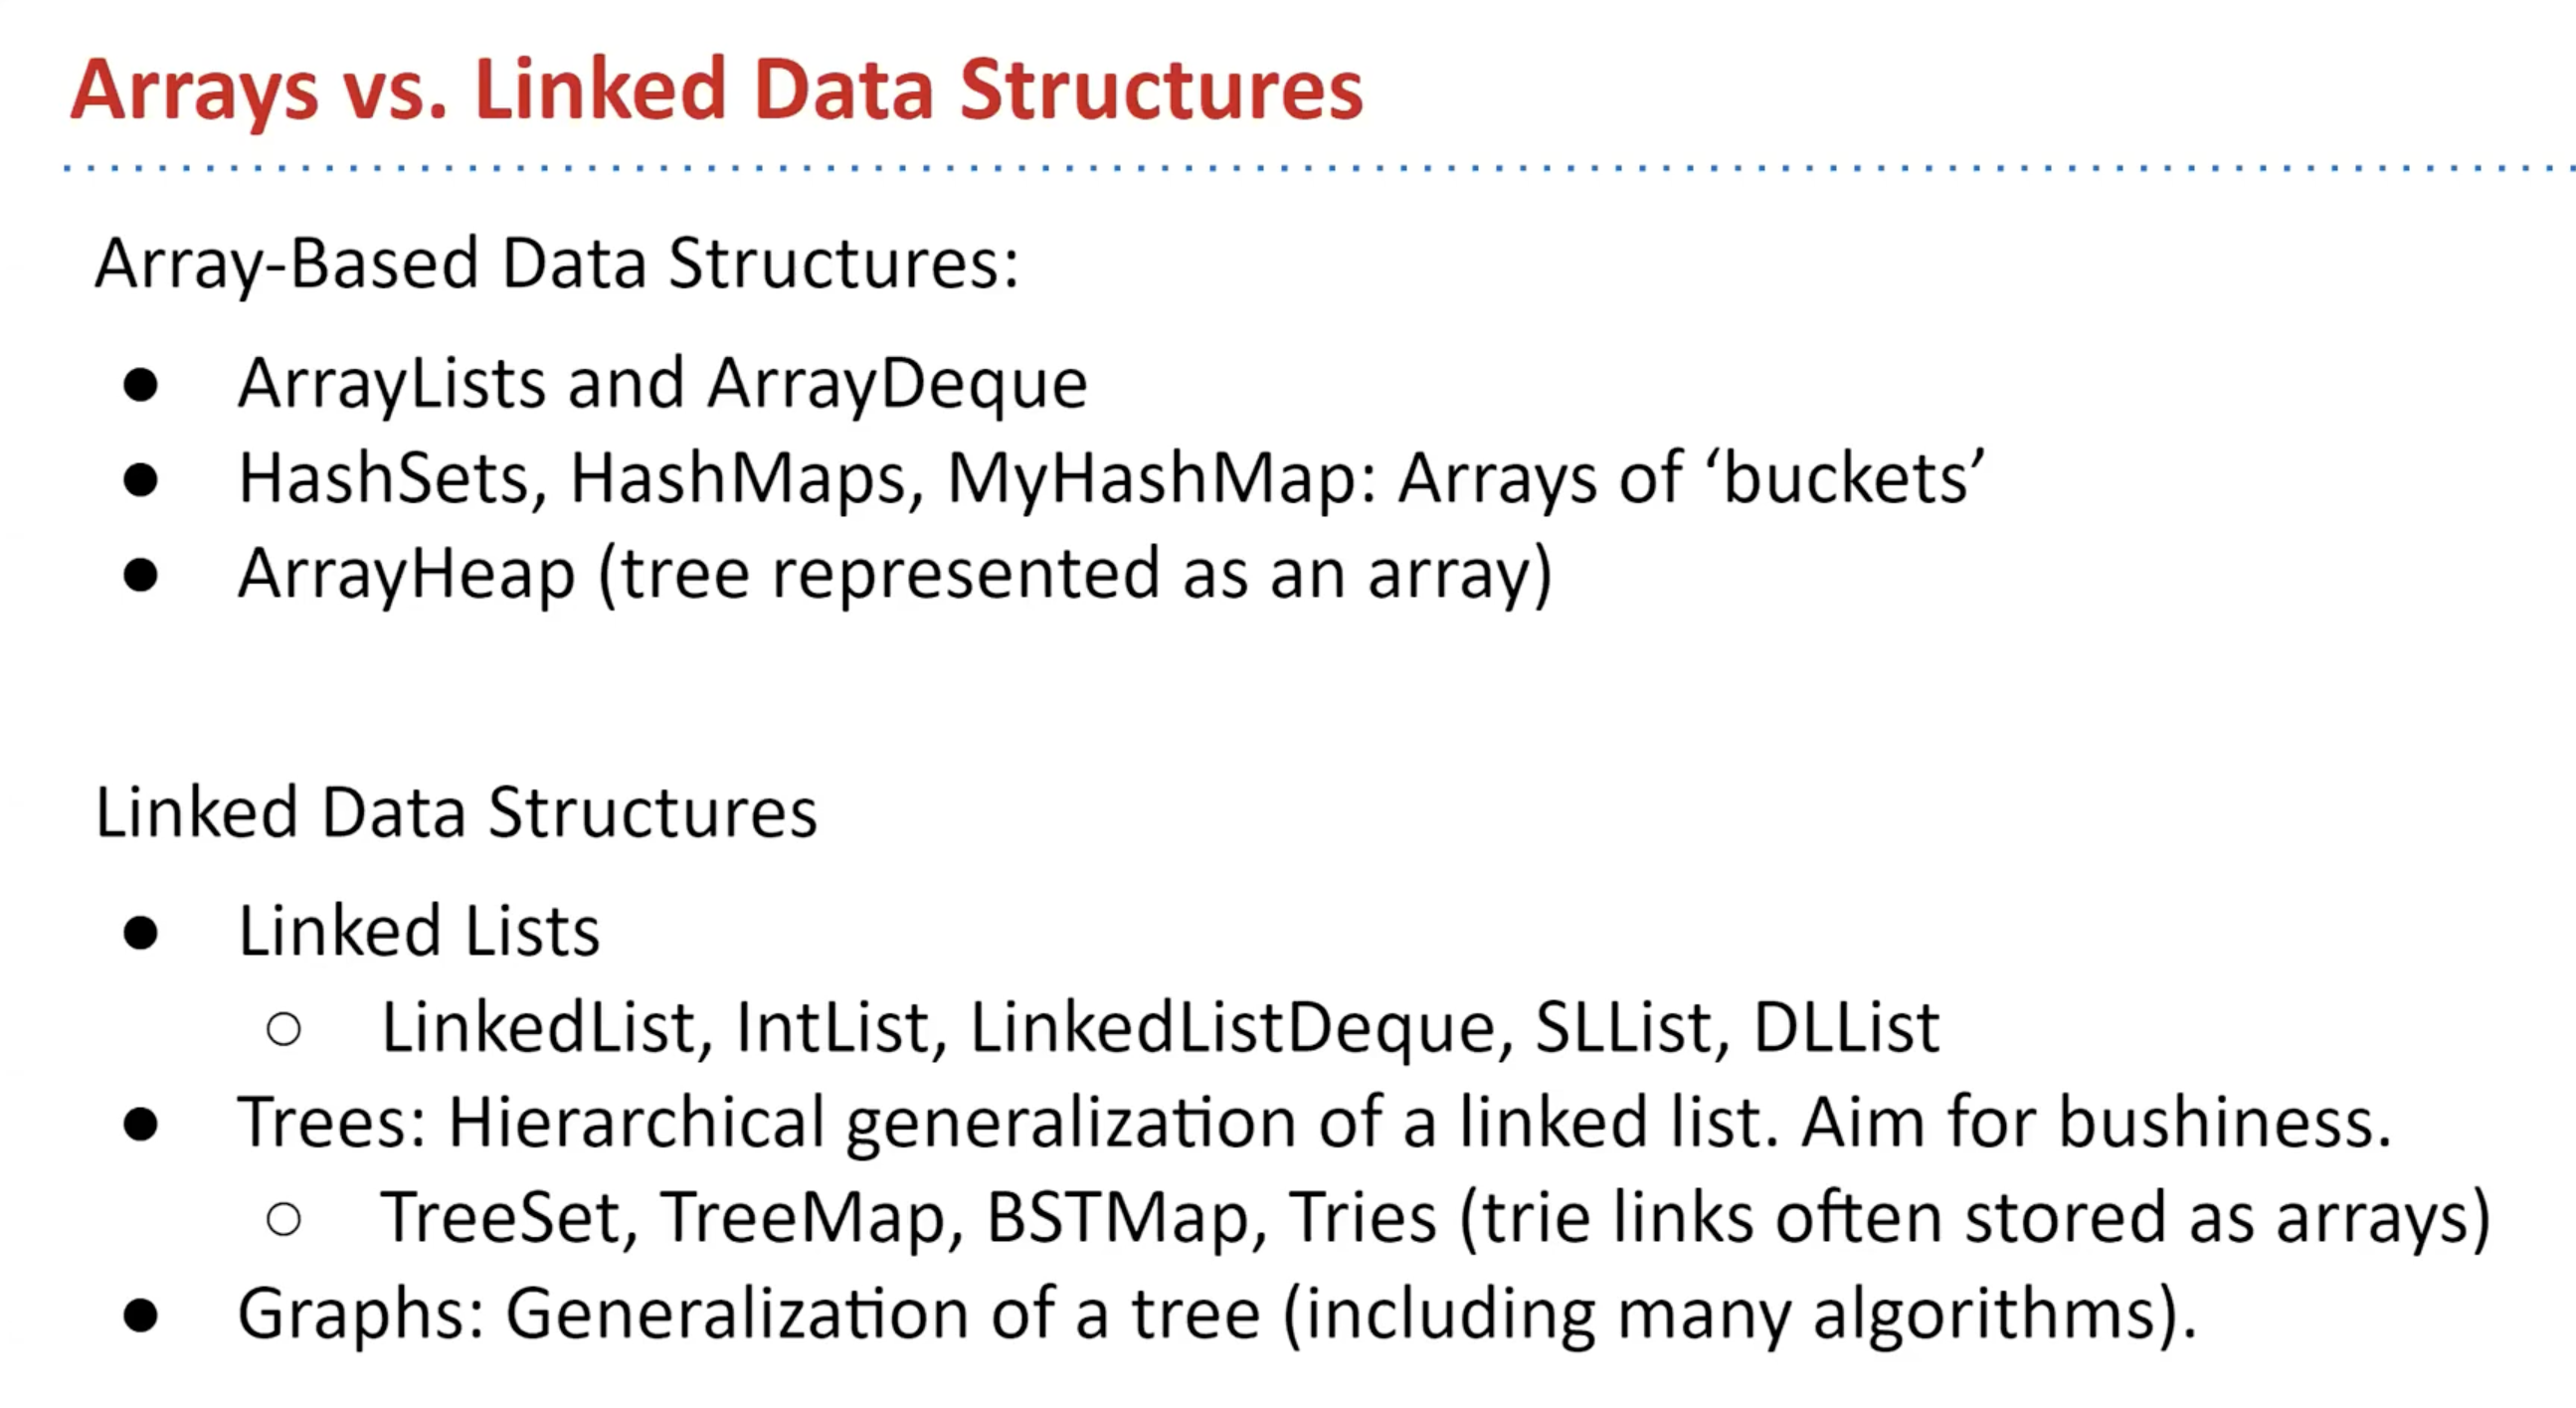 Arrays vs. Linked Data Structures
Array-Based Data Structures:
● ArrayLists and ArrayDeque
● HashSets, HashMaps, MyHashMap: Arrays of ‘buckets’
● ArrayHeap (tree represented as an array)
Linked Data Structures
● Linked Lists
○ LinkedList, IntList, LinkedListDeque, SLList, DLList
● Trees: Hierarchical generalization of a linked list. Aim for bushiness.
○ TreeSet, TreeMap, BSTMap, Tries (trie links often stored as arrays)
● Graphs: Generalization of a tree (including many algorithms).